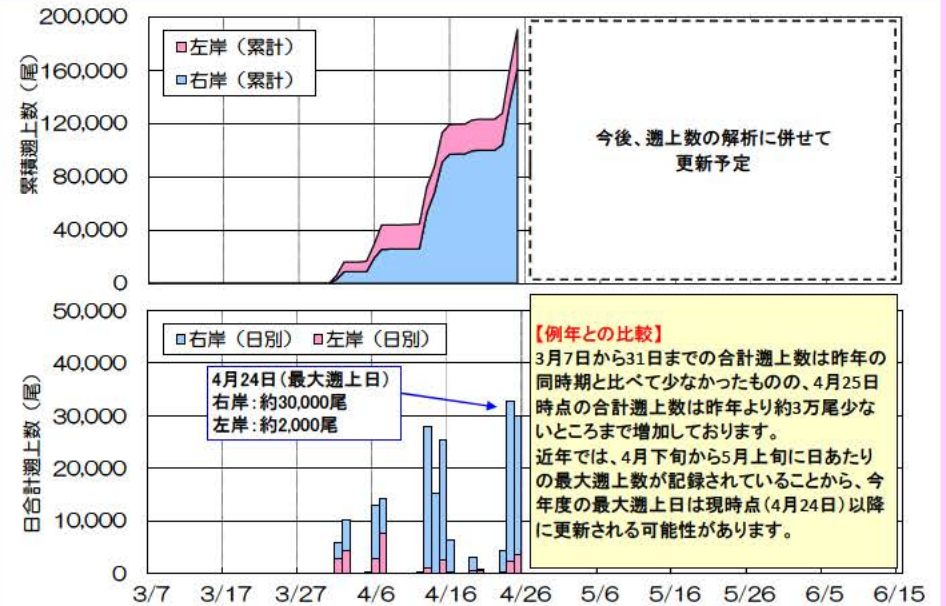 200,000
160,000
120,000
80,000
40,000
0
累積遡上数（尾）
左岸（累計）
右岸（累計）
今後、遡上数の解析に併せて
更新予定
50,000
40,000
30,000
20,000
10,000
0
日合計遡上数（尾）
右岸（日別） 左岸（日別）
4月24日(最大遡上日)
右岸：約30,000尾
左岸：約2,000尾
【例年との比較】
3月7日から31日までの合計遡上数は昨年の
同時期と比べて少なかったものの、4月25日
時点の合計遡上数は昨年より約3万尾少な
いところまで増加しております。
近年では、4月下旬から5月上旬に日あたり
の最大遡上数が記録されていることから、今
年度の最大遡上日は現時点(4月24日)以降
に更新される可能性があります。
3/7 3/17 3/27 4/6 4/16 4/26 5/6 5/16 5/26 6/5 6/15